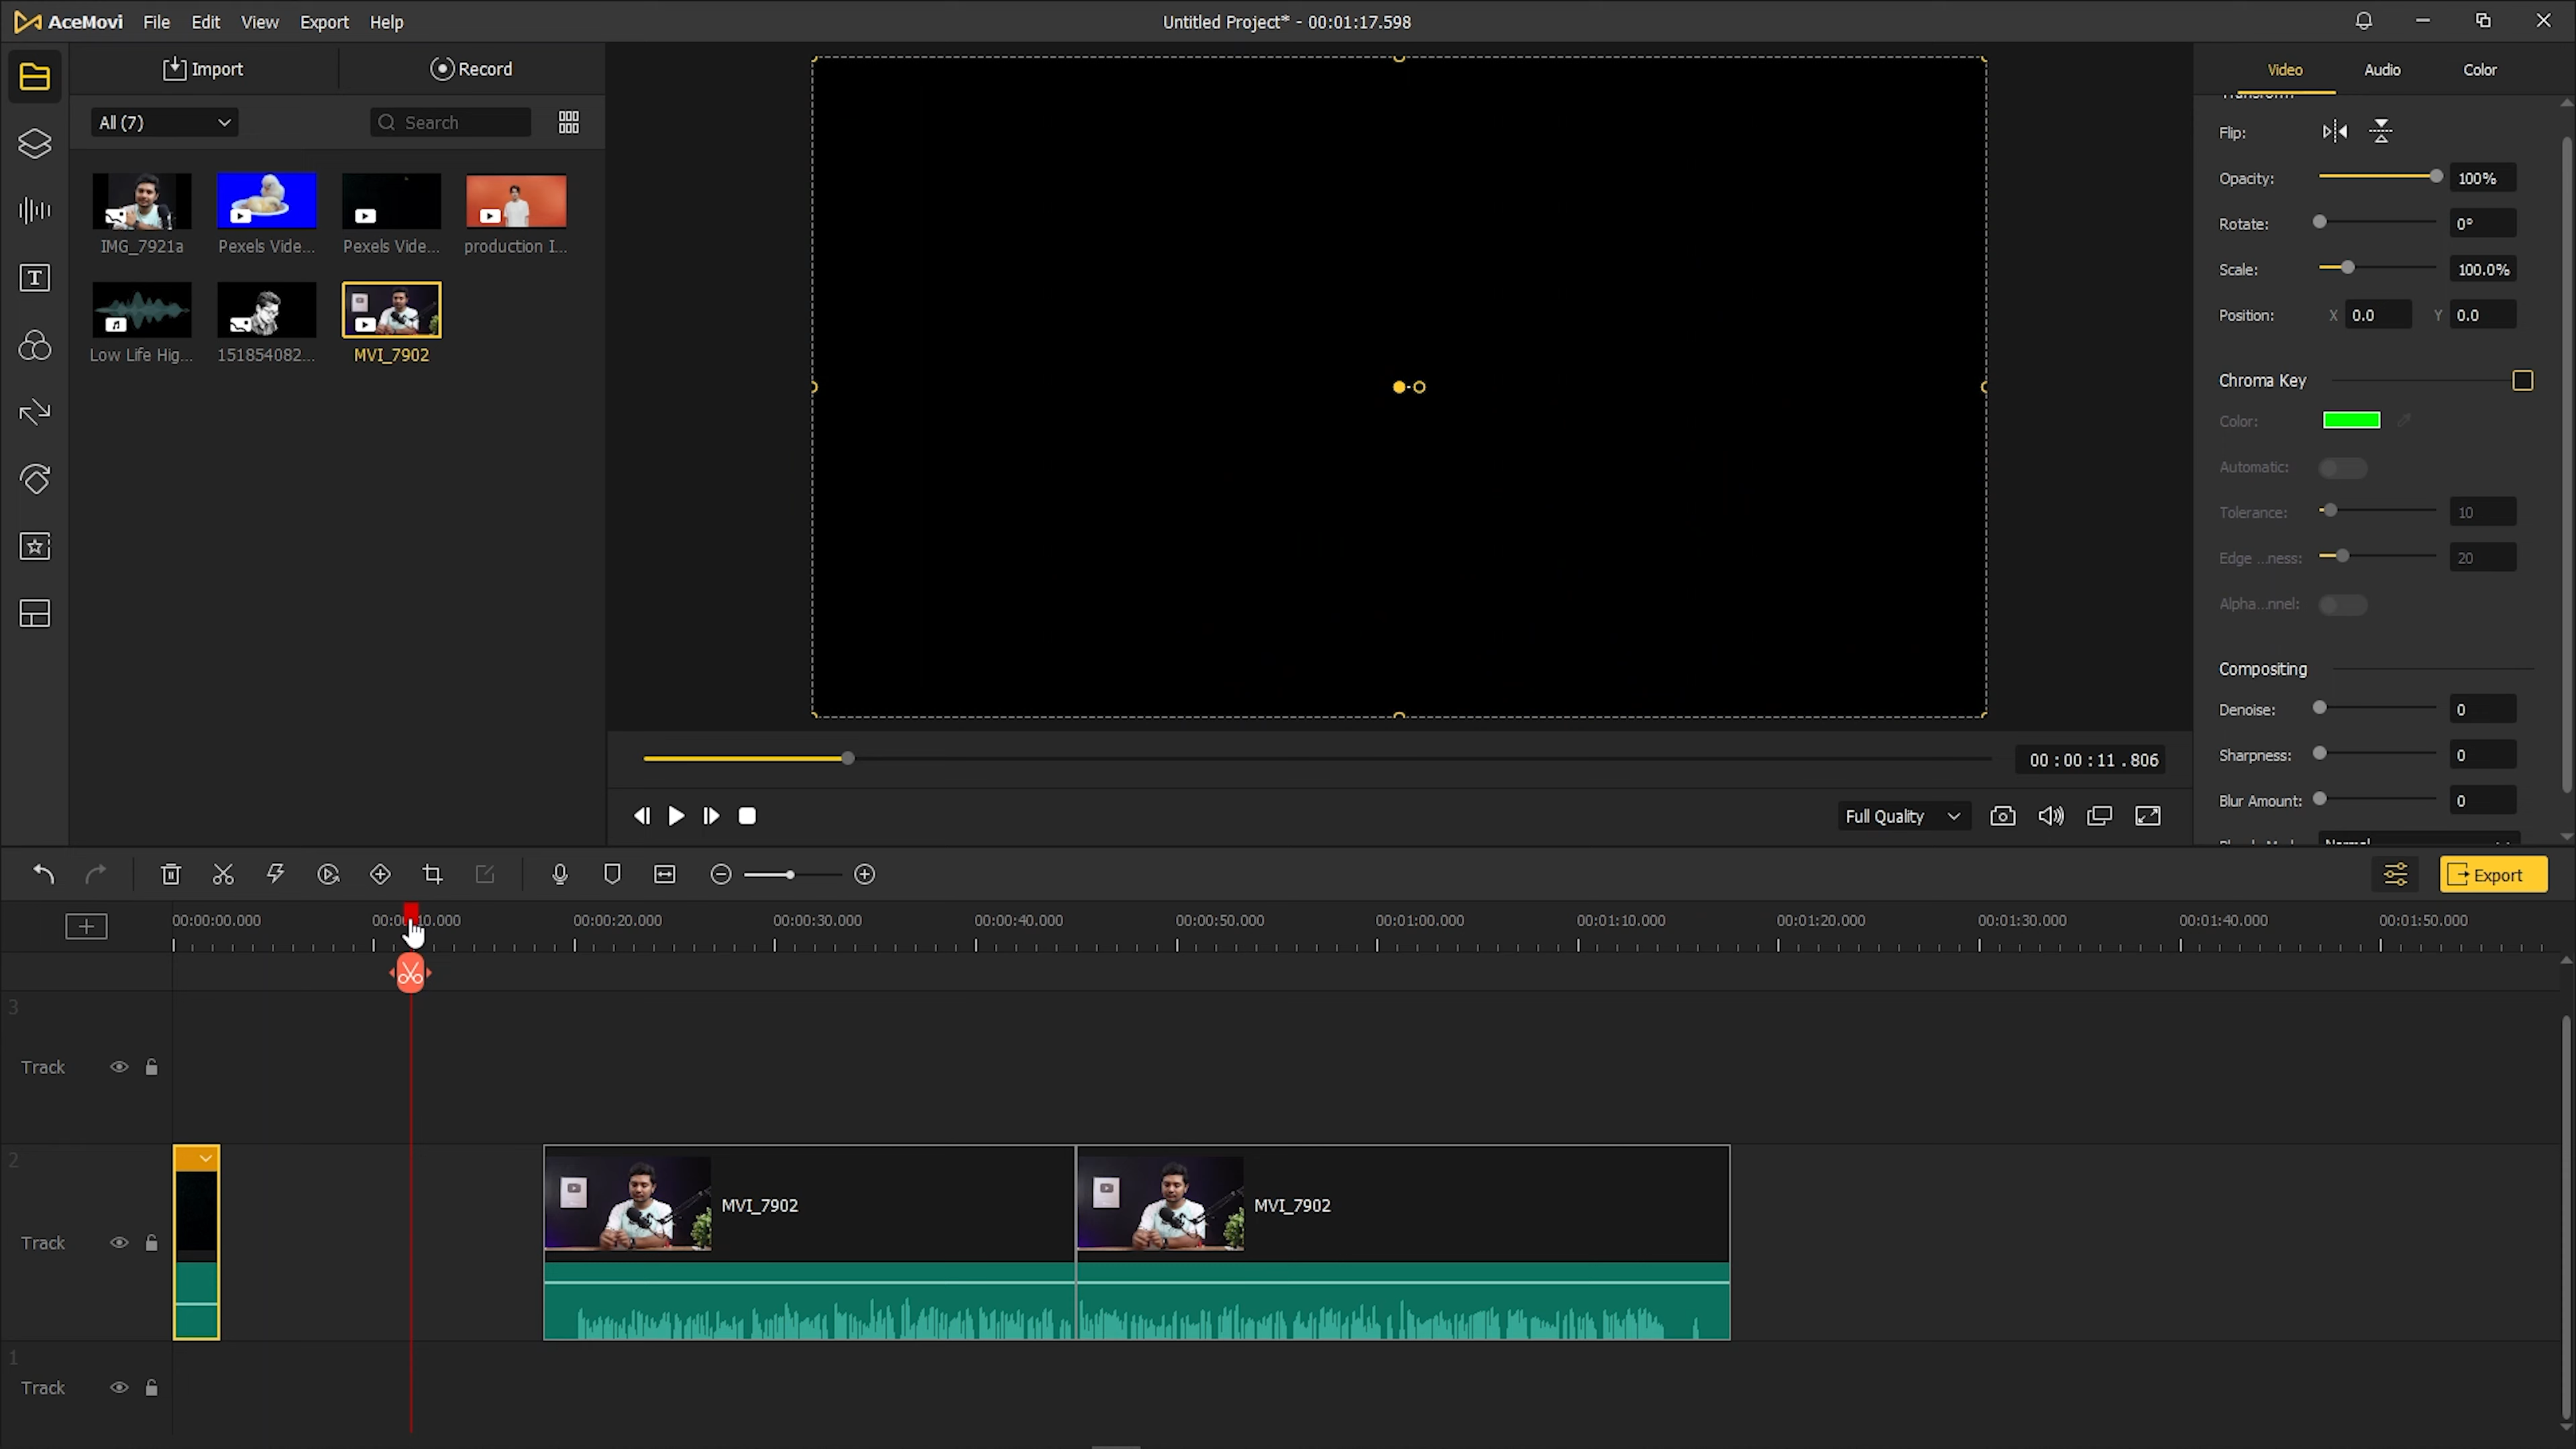 AceMovi File Edit View Export Help
Untitled Project* - 00:01:17.598
Import
Record
All (7)
Search
IMG_7921a
Pexels Vide...
Pexels Vide...
production I...
Low Life Hig...
151854082...
MVI_7902
00:00:11.806
Full Quality
Video Audio Color
Transform
Flip:
Opacity: 100%
Rotate: 0°
Scale: 100.0%
Position: X 0.0 Y 0.0
Chroma Key
Color:
Automatic:
Tolerance: 10
Edge ...ness: 20
Alpha...nnel:
Compositing
Denoise: 0
Sharpness: 0
Blur Amount: 0
Normal
Export
00:00:00.000 00:00:10.000 00:00:20.000 00:00:30.000 00:00:40.000 00:00:50.000 00:01:00.000 00:01:10.000 00:01:20.000 00:01:30.000 00:01:40.000 00:01:50.000
3
Track
2
Track
MVI_7902
MVI_7902
1
Track